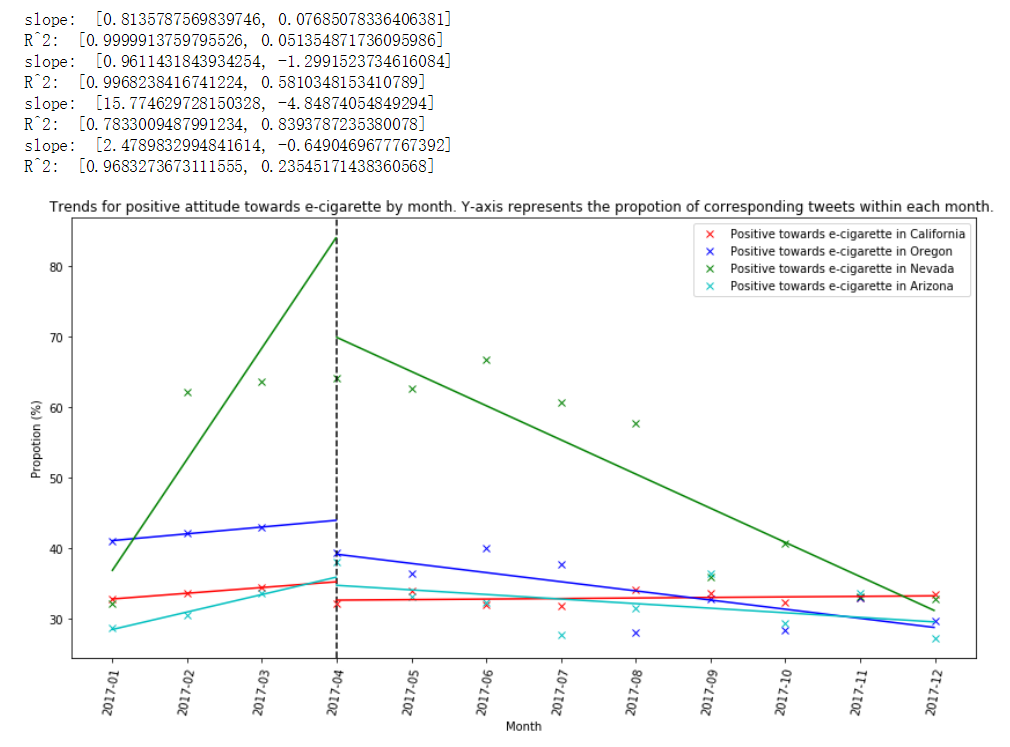 slope:  [0.8135787569839746, 0.07685078336406381]
R^2:  [0.9999913759795526, 0.051354871736095986]
slope:  [0.9611431843934254, -1.2991523734616084]
R^2:  [0.9968238416741224, 0.5810348153410789]
slope:  [15.774629728150328, -4.84874054849294]
R^2:  [0.7833009487991234, 0.8393787235380078]
slope:  [2.4789832994841614, -0.6490469677767392]
R^2:  [0.9683273673111555, 0.23545171438360568]
Trends for positive attitude towards e-cigarette by month. Y-axis represents the propotion of corresponding tweets within each month.
Positive towards e-cigarette in California
Positive towards e-cigarette in Oregon
Positive towards e-cigarette in Nevada
Positive towards e-cigarette in Arizona
80
70
60
50
40
30
Propotion (%)
2017-01
2017-02
2017-03
2017-04
2017-05
2017-06
2017-07
2017-08
2017-09
2017-10
2017-11
2017-12
Month